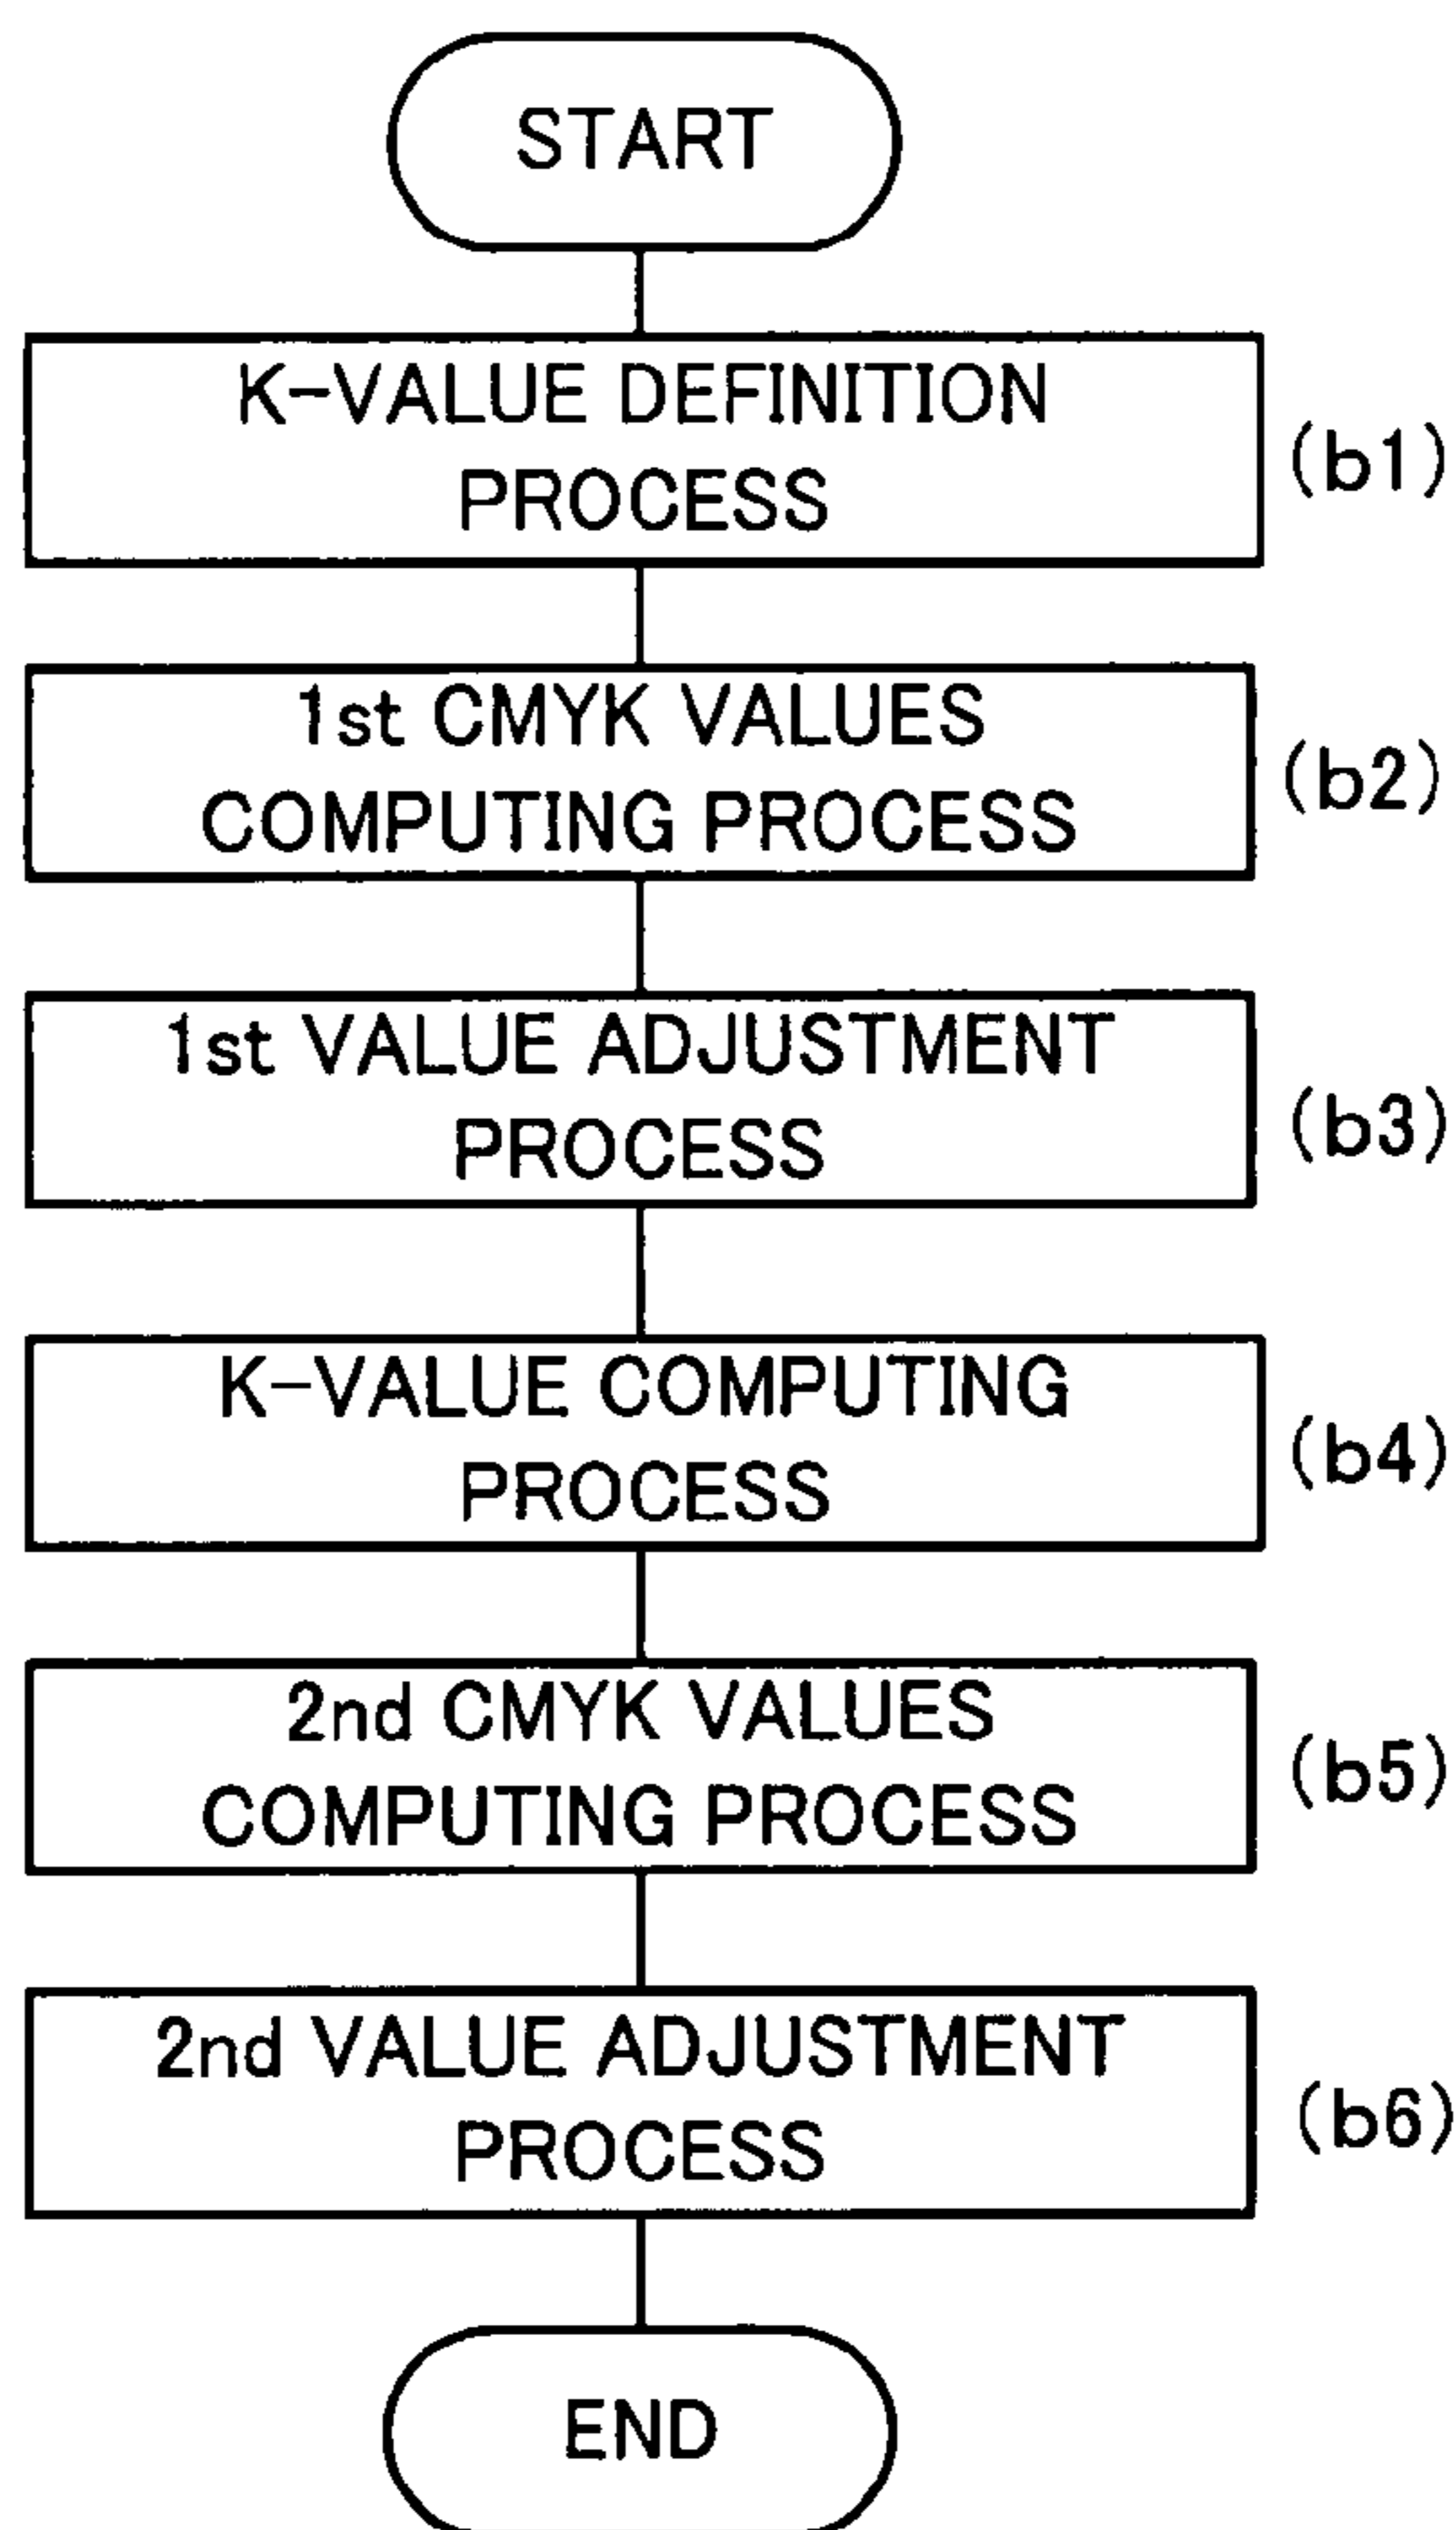 START
K-VALUE DEFINITION
PROCESS
(b1)
1st CMYK VALUES
COMPUTING PROCESS
(b2)
1st VALUE ADJUSTMENT
PROCESS
(b3)
K-VALUE COMPUTING
PROCESS
(b4)
2nd CMYK VALUES
COMPUTING PROCESS
(b5)
2nd VALUE ADJUSTMENT
PROCESS
(b6)
END